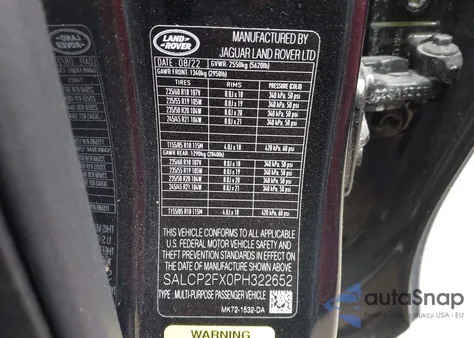 LAND
ROVER
MANUFACTURED BY
JAGUAR LAND ROVER LTD
DATE: 08/22 GVWR: 2550kg (5620lb)
GAWR FRONT: 1340kg (2950lb)
TIRES RIMS PRESSURE (COLD)
235/60 R18 107V 8.0J x 18 340 kPa 50 psi
235/55 R19 105W 8.0J x 19 340 kPa 50 psi
235/50 R20 104W 8.0J x 20 340 kPa 50 psi
245/45 R21 104W 8.0J x 21 340 kPa 50 psi
T155/85 R18 115M 4.0J x 18 420 kPa 60 psi
GAWR REAR: 1290kg (2840lb)
235/60 R18 107V 8.0J x 18 340 kPa 50 psi
235/55 R19 105W 8.0J x 19 340 kPa 50 psi
235/50 R20 104W 8.0J x 20 340 kPa 50 psi
245/45 R21 104W 8.0J x 21 340 kPa 50 psi
T155/85 R18 115M 4.0J x 18 420 kPa 60 psi
THIS VEHICLE CONFORMS TO ALL APPLICABLE
U.S. FEDERAL MOTOR VEHICLE SAFETY AND
THEFT PREVENTION STANDARDS IN EFFECT ON
DATE OF MANUFACTURE SHOWN ABOVE
SALCP2FX0PH322652
TYPE: MULTI-PURPOSE PASSENGER VEHICLE
MK72-1532-DA
WARNING
autoSnap
AUKCJE SAMOCHODOWE USA I EU